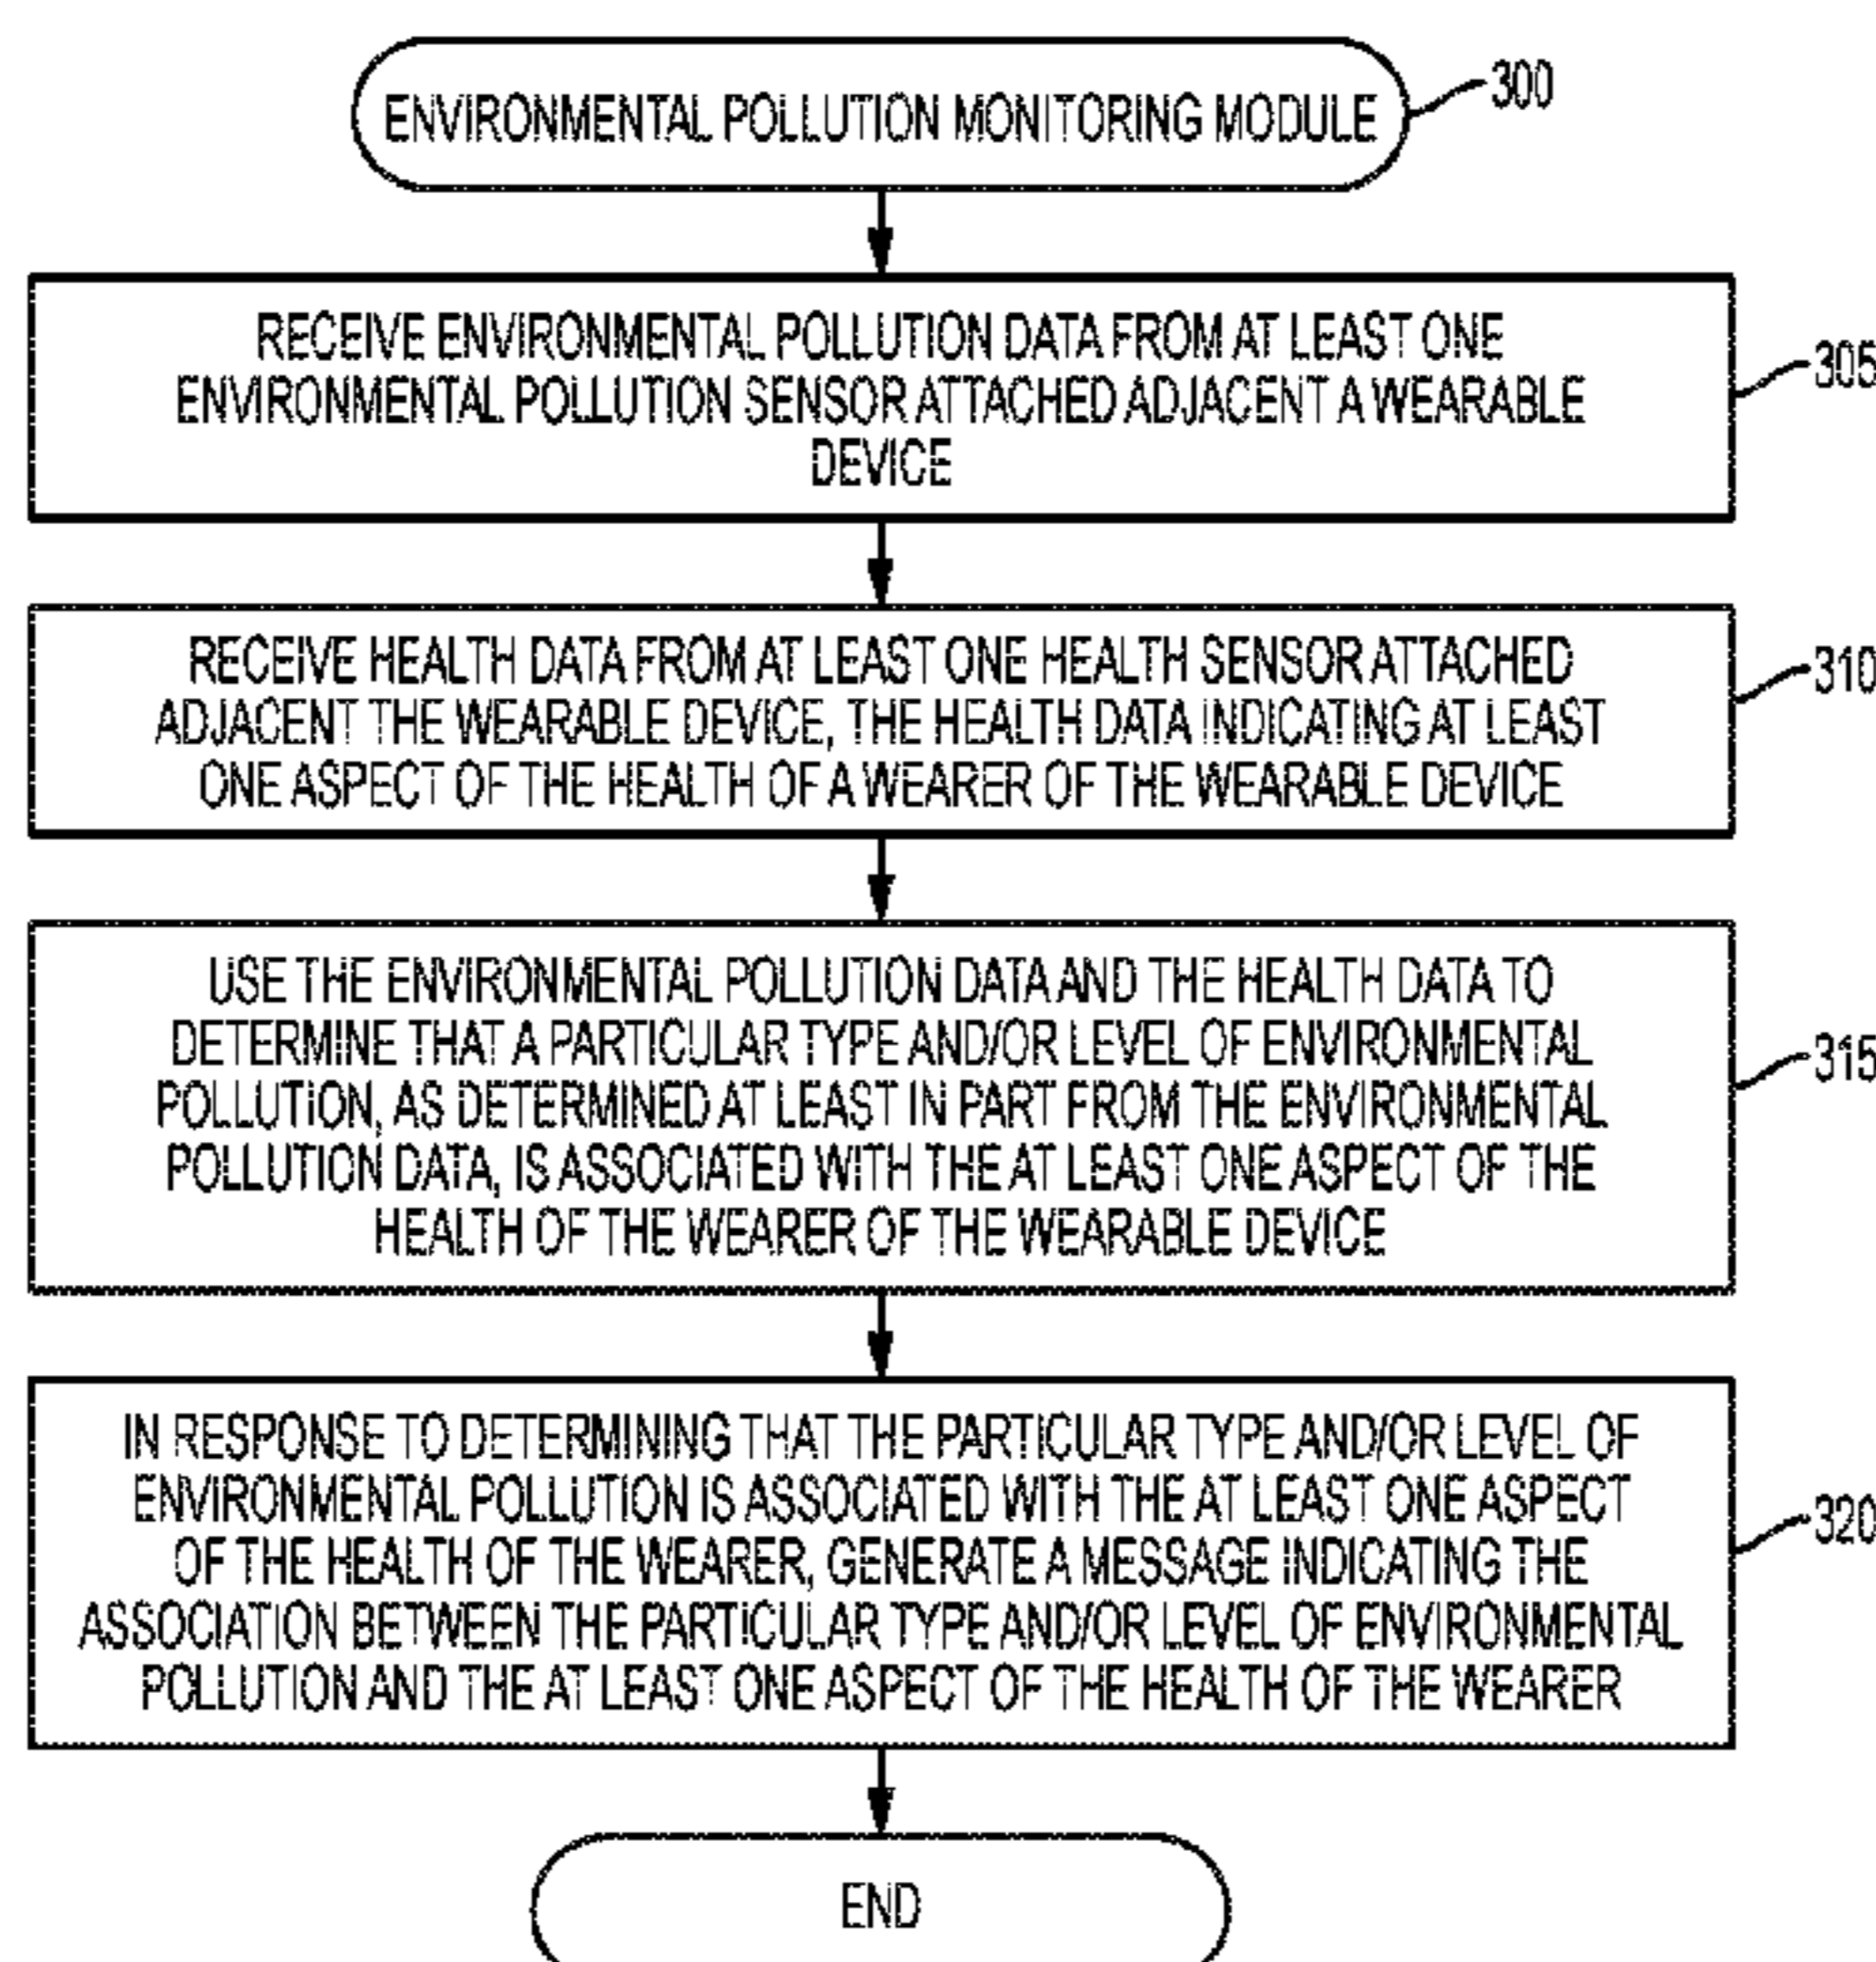 ENVIRONMENTAL POLLUTION MONITORING MODULE
300
RECEIVE ENVIRONMENTAL POLLUTION DATA FROM AT LEAST ONE
ENVIRONMENTAL POLLUTION SENSOR ATTACHED ADJACENT A WEARABLE
DEVICE
305
RECEIVE HEALTH DATA FROM AT LEAST ONE HEALTH SENSOR ATTACHED
ADJACENT THE WEARABLE DEVICE, THE HEALTH DATA INDICATING AT LEAST
ONE ASPECT OF THE HEALTH OF A WEARER OF THE WEARABLE DEVICE
310
USE THE ENVIRONMENTAL POLLUTION DATA AND THE HEALTH DATA TO
DETERMINE THAT A PARTICULAR TYPE AND/OR LEVEL OF ENVIRONMENTAL
POLLUTION, AS DETERMINED AT LEAST IN PART FROM THE ENVIRONMENTAL
POLLUTION DATA, IS ASSOCIATED WITH THE AT LEAST ONE ASPECT OF THE
HEALTH OF THE WEARER OF THE WEARABLE DEVICE
315
IN RESPONSE TO DETERMINING THAT THE PARTICULAR TYPE AND/OR LEVEL OF
ENVIRONMENTAL POLLUTION IS ASSOCIATED WITH THE AT LEAST ONE ASPECT
OF THE HEALTH OF THE WEARER, GENERATE A MESSAGE INDICATING THE
ASSOCIATION BETWEEN THE PARTICULAR TYPE AND/OR LEVEL OF ENVIRONMENTAL
POLLUTION AND THE AT LEAST ONE ASPECT OF THE HEALTH OF THE WEARER
320
END